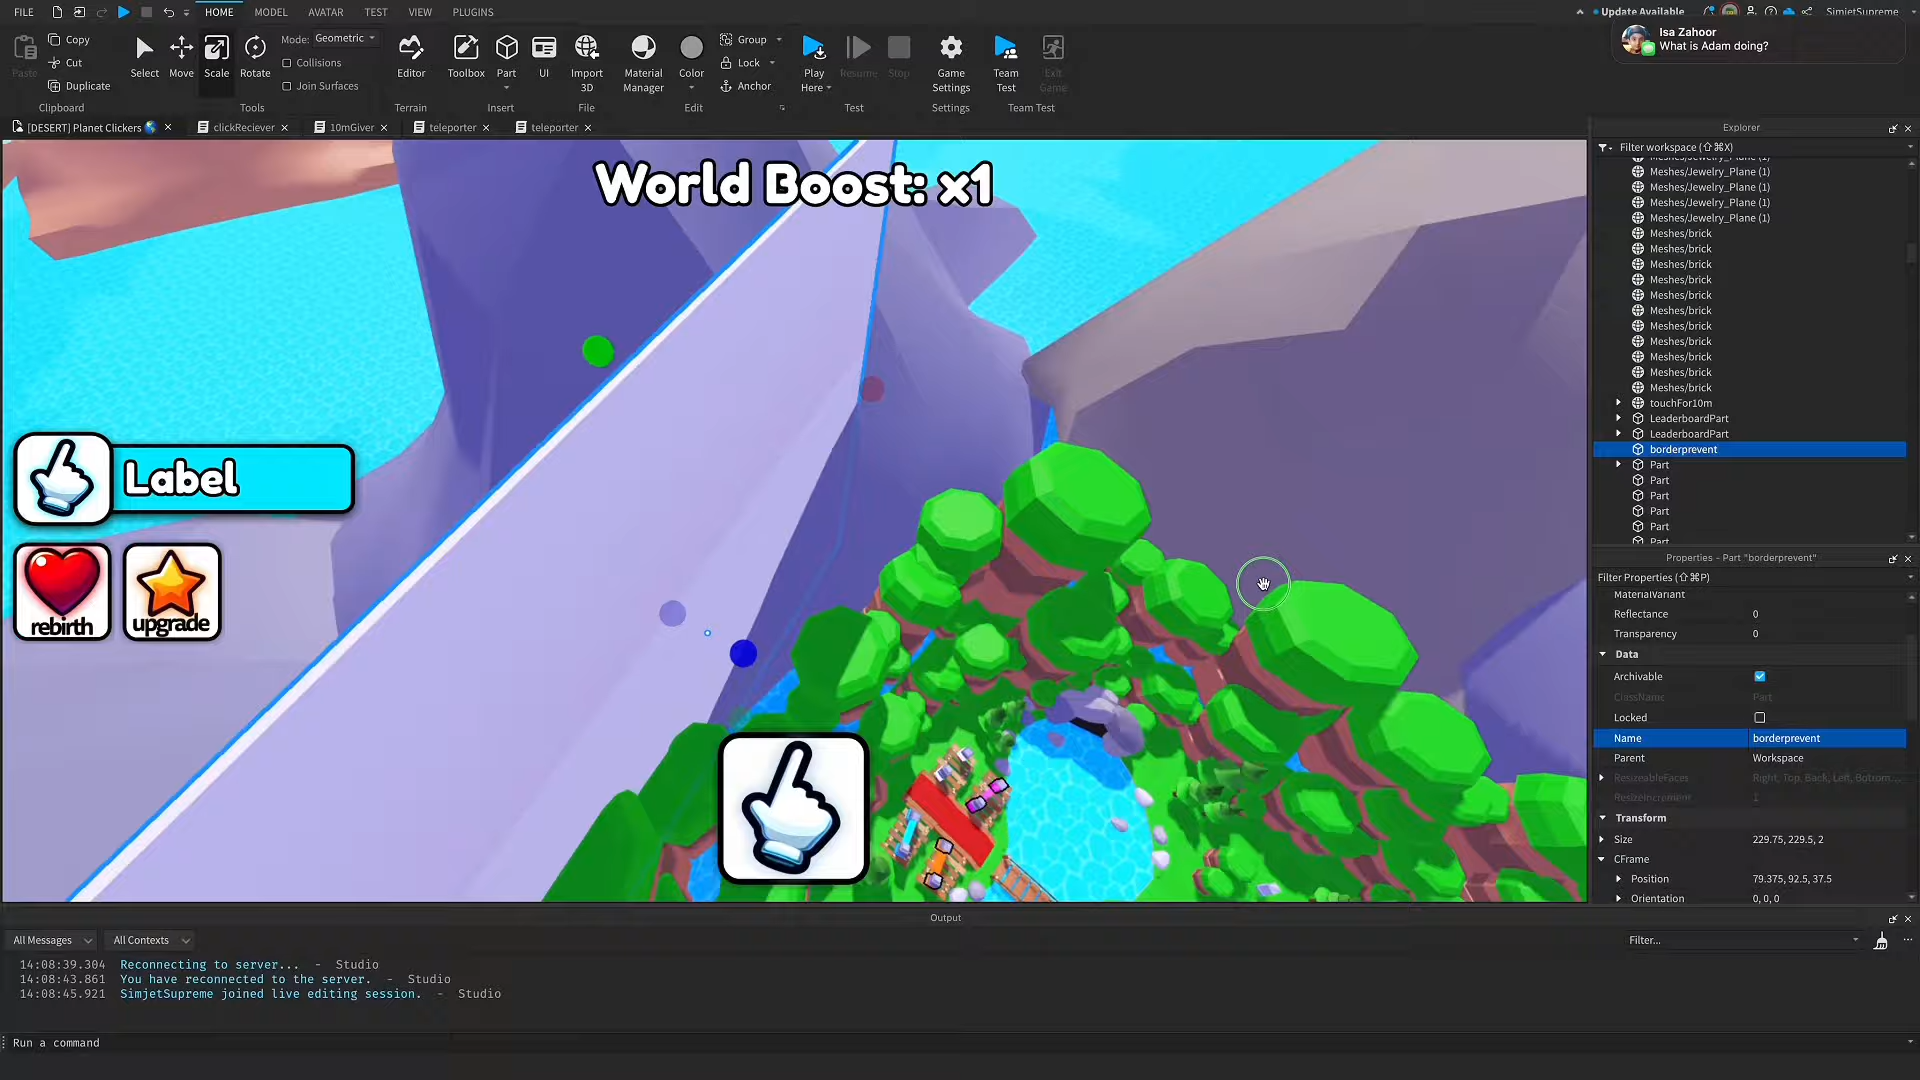 FILE HOME MODEL AVATAR TEST VIEW PLUGINS Update Available SimjetSupreme
Isa Zahoor
What is Adam doing?
Paste Copy Cut Duplicate
Clipboard
Select Move Scale Rotate
Mode: Geometric
Collisions
Join Surfaces
Tools
Editor
Terrain
Toolbox Part UI
Insert
Import 3D
File
Material Manager
Color
Group
Lock
Anchor
Edit
Play Here
Resume
Stop
Test
Game Settings
Settings
Team Test
Exit Game
Team Test
[DESERT] Planet Clickers clickReciever 10mGiver teleporter teleporter
World Boost: x1
Label
rebirth
upgrade
Explorer
Filter workspace (⇧⌘X)
Meshes/Jewelry_Plane (1)
Meshes/Jewelry_Plane (1)
Meshes/Jewelry_Plane (1)
Meshes/Jewelry_Plane (1)
Meshes/Jewelry_Plane (1)
Meshes/brick
Meshes/brick
Meshes/brick
Meshes/brick
Meshes/brick
Meshes/brick
Meshes/brick
Meshes/brick
Meshes/brick
Meshes/brick
Meshes/brick
touchFor10m
LeaderboardPart
LeaderboardPart
borderprevent
Part
Part
Part
Part
Part
Part
Properties - Part "borderprevent"
Filter Properties (⇧⌘P)
MaterialVariant
Reflectance 0
Transparency 0
Data
Archivable
ClassName Part
Locked
Name borderprevent
Parent Workspace
ResizeableFaces Right, Top, Back, Left, Bottom,...
ResizeIncrement 1
Transform
Size 229.75, 229.5, 2
CFrame
Position 79.375, 92.5, 37.5
Orientation 0, 0, 0
Output
All Messages All Contexts Filter...
14:08:39.304 Reconnecting to server... - Studio
14:08:43.861 You have reconnected to the server. - Studio
14:08:45.921 SimjetSupreme joined live editing session. - Studio
Run a command